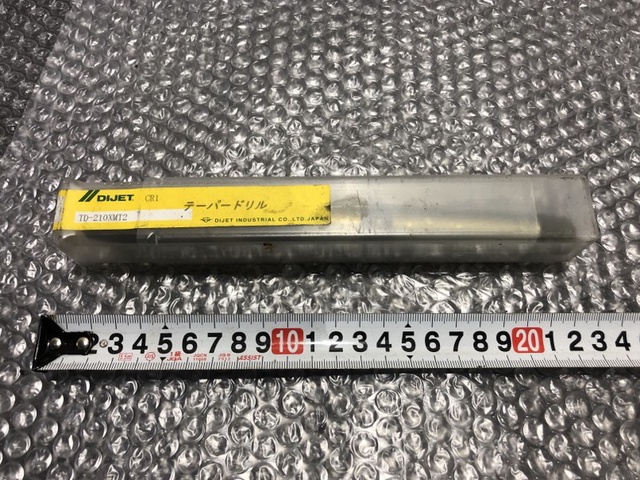 DIJET CR1
TD-210XMT2
テーパードリル
DIJET INDUSTRIAL CO.,LTD.JAPAN
2 3 4 5 6 7 8 9 10 1 2 3 4 5 6 7 8 9 20 1 2 3 4
ASSIST